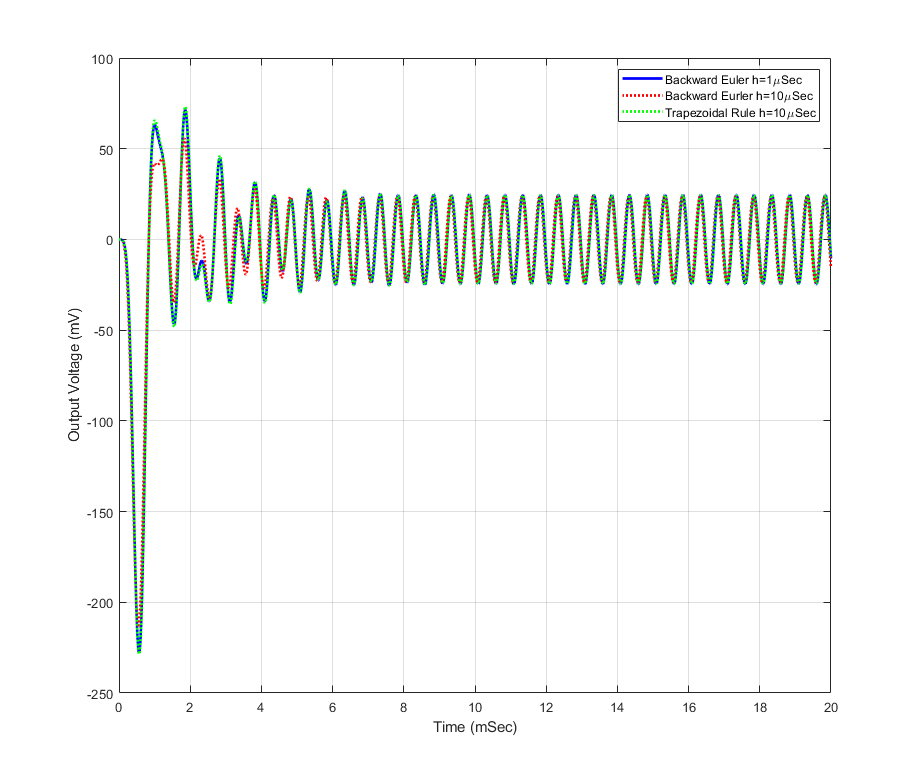 Backward Euler h=1μSec
Backward Eurler h=10μSec
Trapezoidal Rule h=10μSec
100
50
0
-50
-100
-150
-200
-250
Output Voltage (mV)
0 2 4 6 8 10 12 14 16 18 20
Time (mSec)